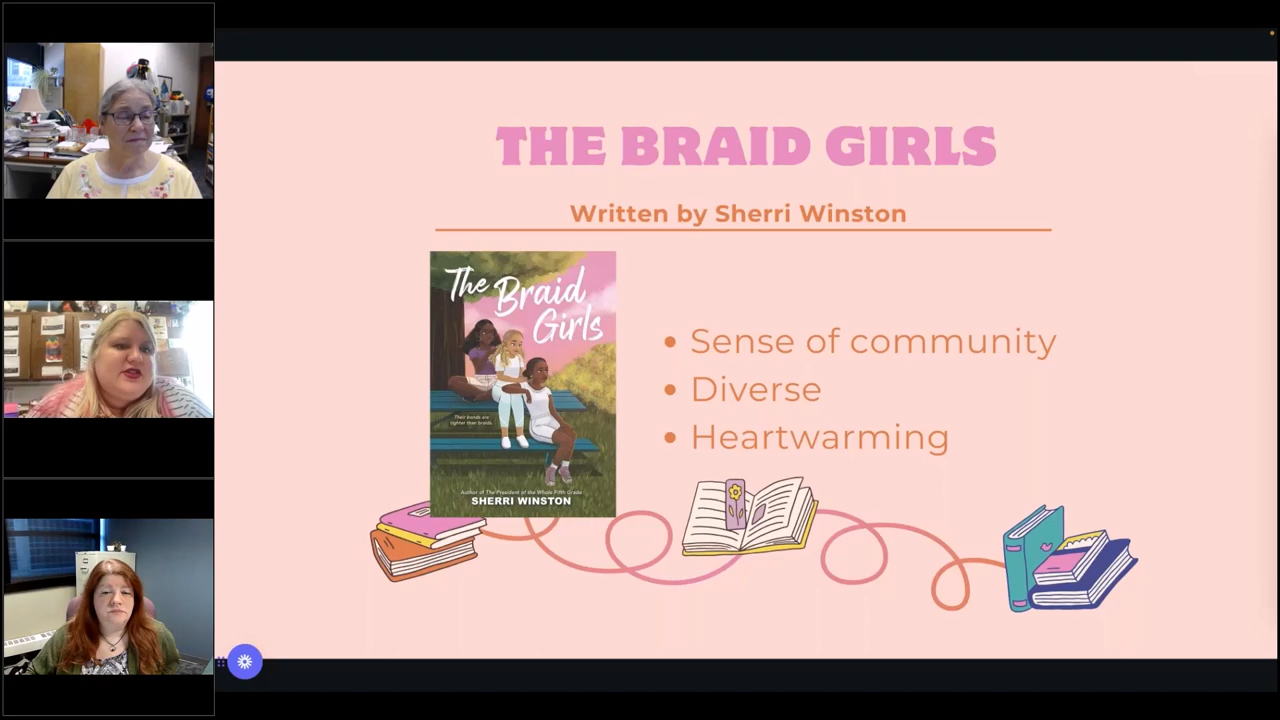 THE BRAID GIRLS
Written by Sherri Winston
The
Braid
Girls
Their bonds are
tighter than braids.
Author of The President of the Whole Fifth Grade
SHERRI WINSTON
• Sense of community
• Diverse
• Heartwarming